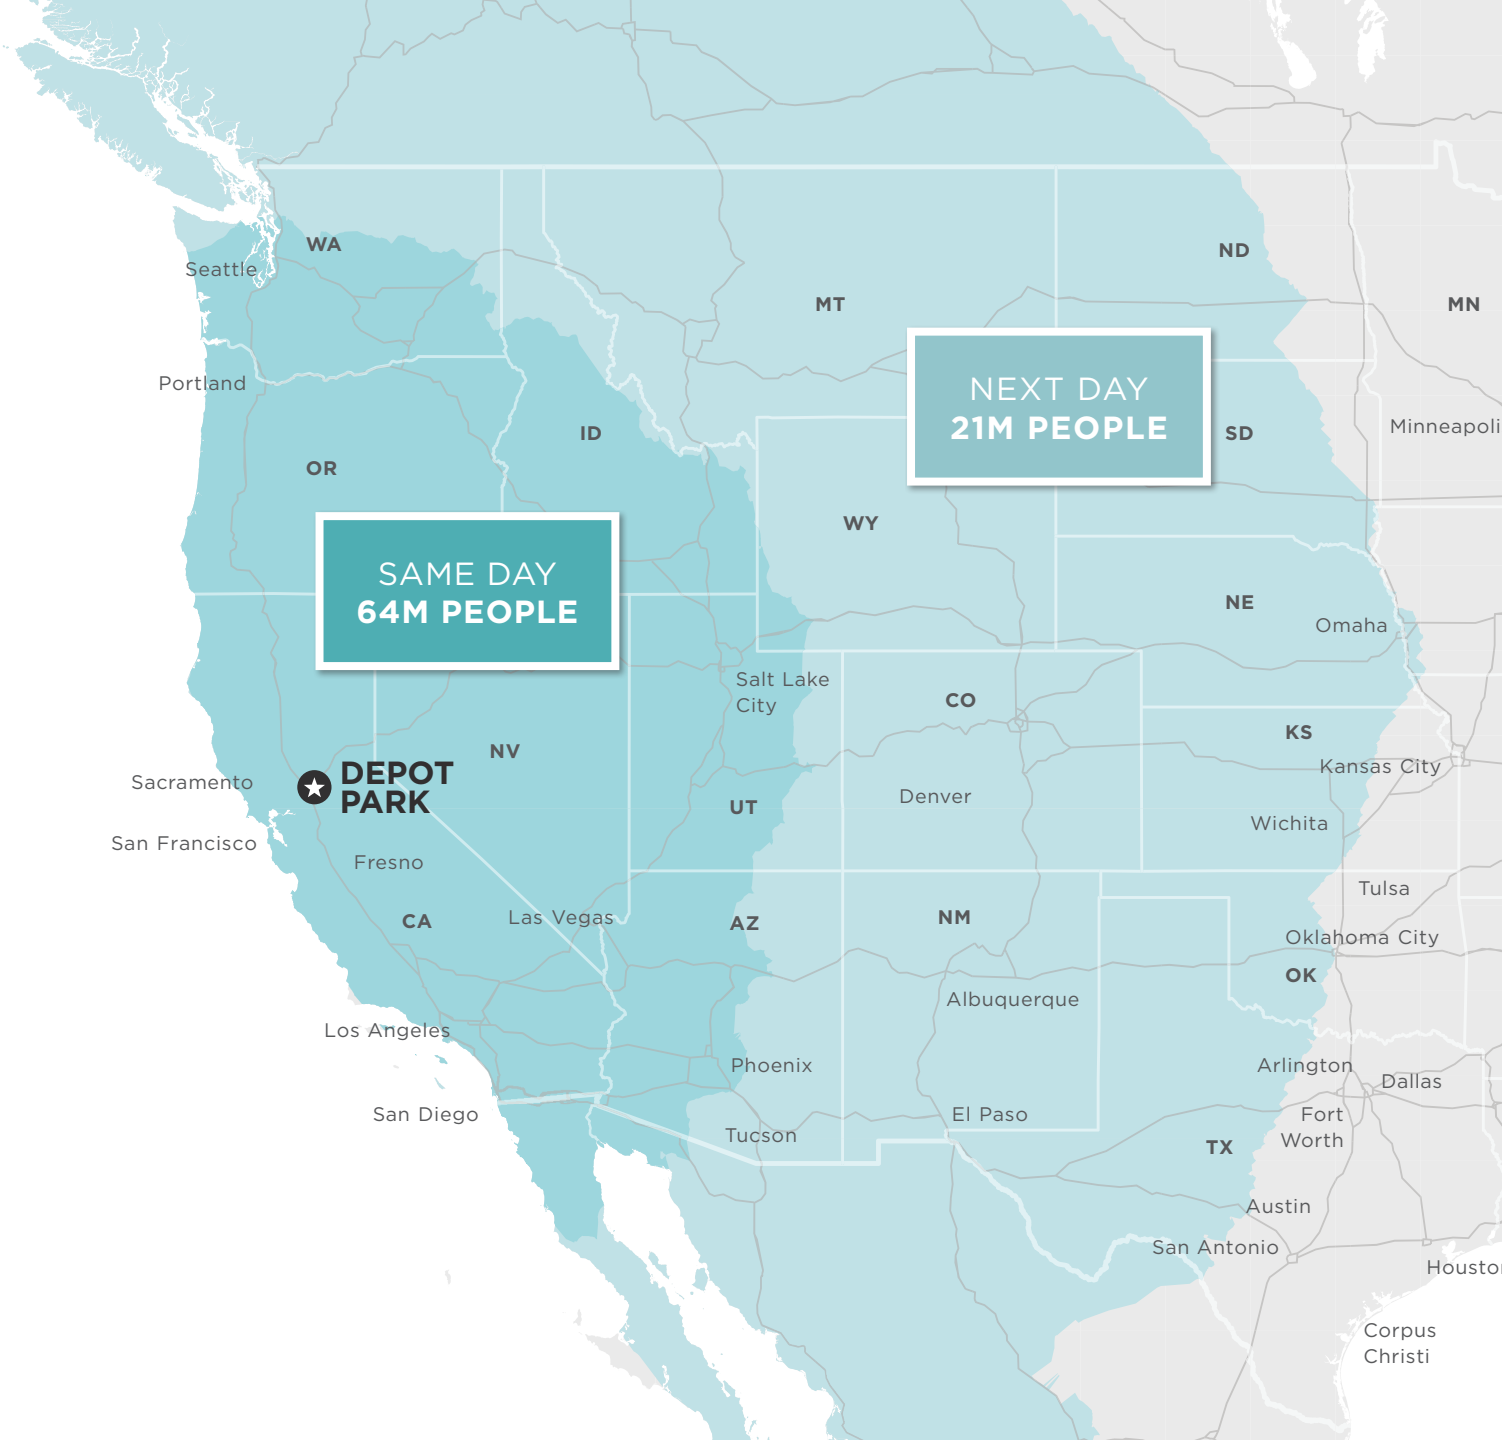 WA
Seattle
ND
MT
MN
Portland
NEXT DAY
21M PEOPLE
ID
SD
Minneapoli
OR
WY
SAME DAY
64M PEOPLE
NE
Omaha
Salt Lake
City
CO
KS
NV
Kansas City
Sacramento
DEPOT
PARK
Denver
UT
Wichita
San Francisco
Fresno
Tulsa
CA
Las Vegas
AZ
NM
Oklahoma City
OK
Albuquerque
Los Angeles
Phoenix
Arlington
Dallas
San Diego
El Paso
Fort
Worth
Tucson
TX
Austin
San Antonio
Housto
Corpus
Christi